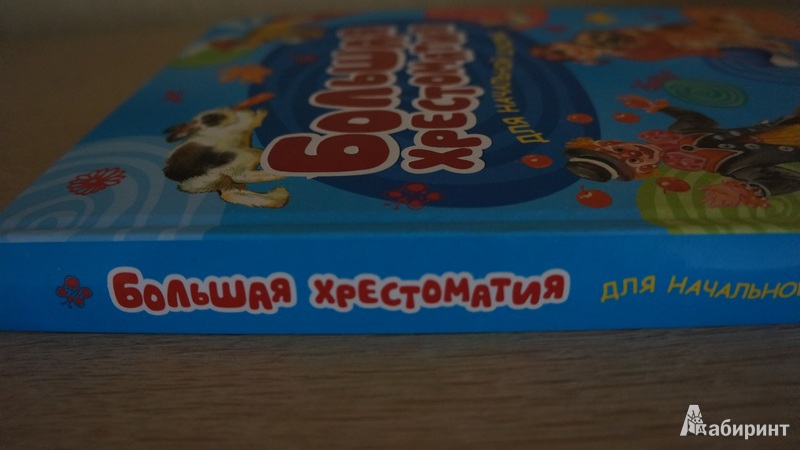 БОЛЬШАЯ
ХРЕСТОМАТИЯ
ДЛЯ НАЧАЛЬНОЙ
БОЛЬШАЯ ХРЕСТОМАТИЯ
ДЛЯ НАЧАЛЬНОЙ
Лабиринт